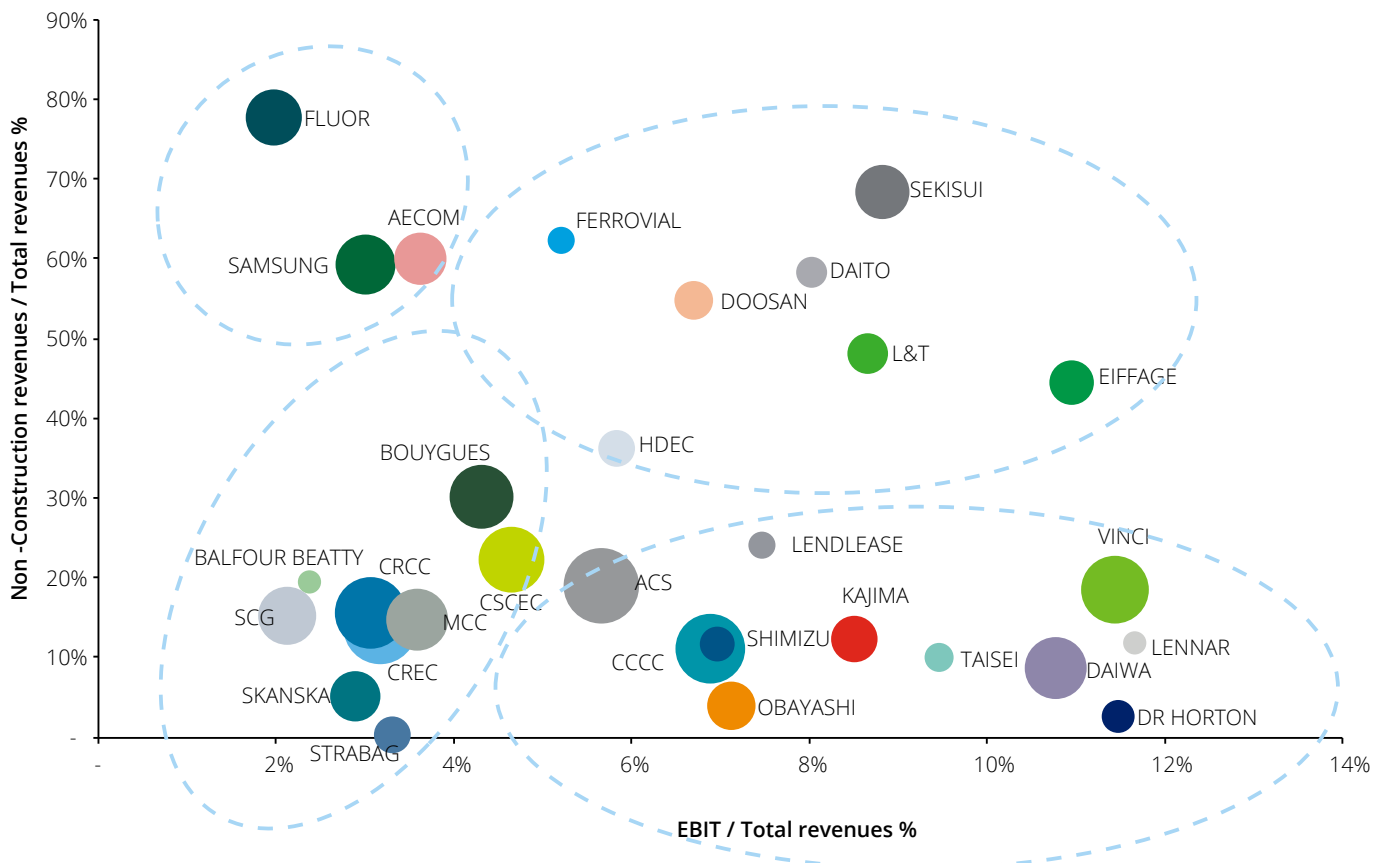 90%
80%
70%
60%
50%
40%
30%
20%
10%
-
Non -Construction revenues / Total revenues %
FLUOR
SEKISUI
AECOM
FERROVIAL
SAMSUNG
DAITO
DOOSAN
L&T
EIFFAGE
HDEC
BOUYGUES
VINCI
LENDLEASE
BALFOUR BEATTY
CRCC
ACS
KAJIMA
CSCEC
SCG
MCC
SHIMIZU
LENNAR
CCCC
TAISEI
CREC
DAIWA
SKANSKA
OBAYASHI
DR HORTON
STRABAG
-
2%
4%
6%
8%
10%
12%
14%
EBIT / Total revenues %